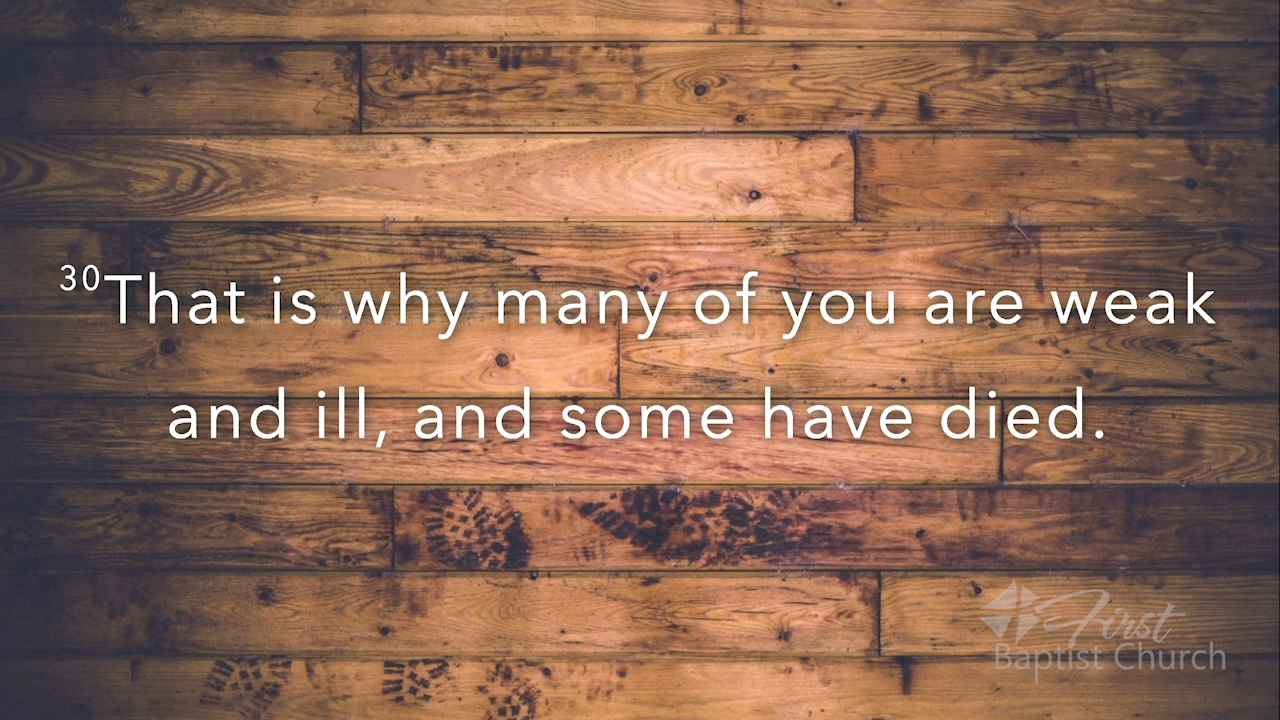 ³⁰That is why many of you are weak
and ill, and some have died.
First
Baptist Church